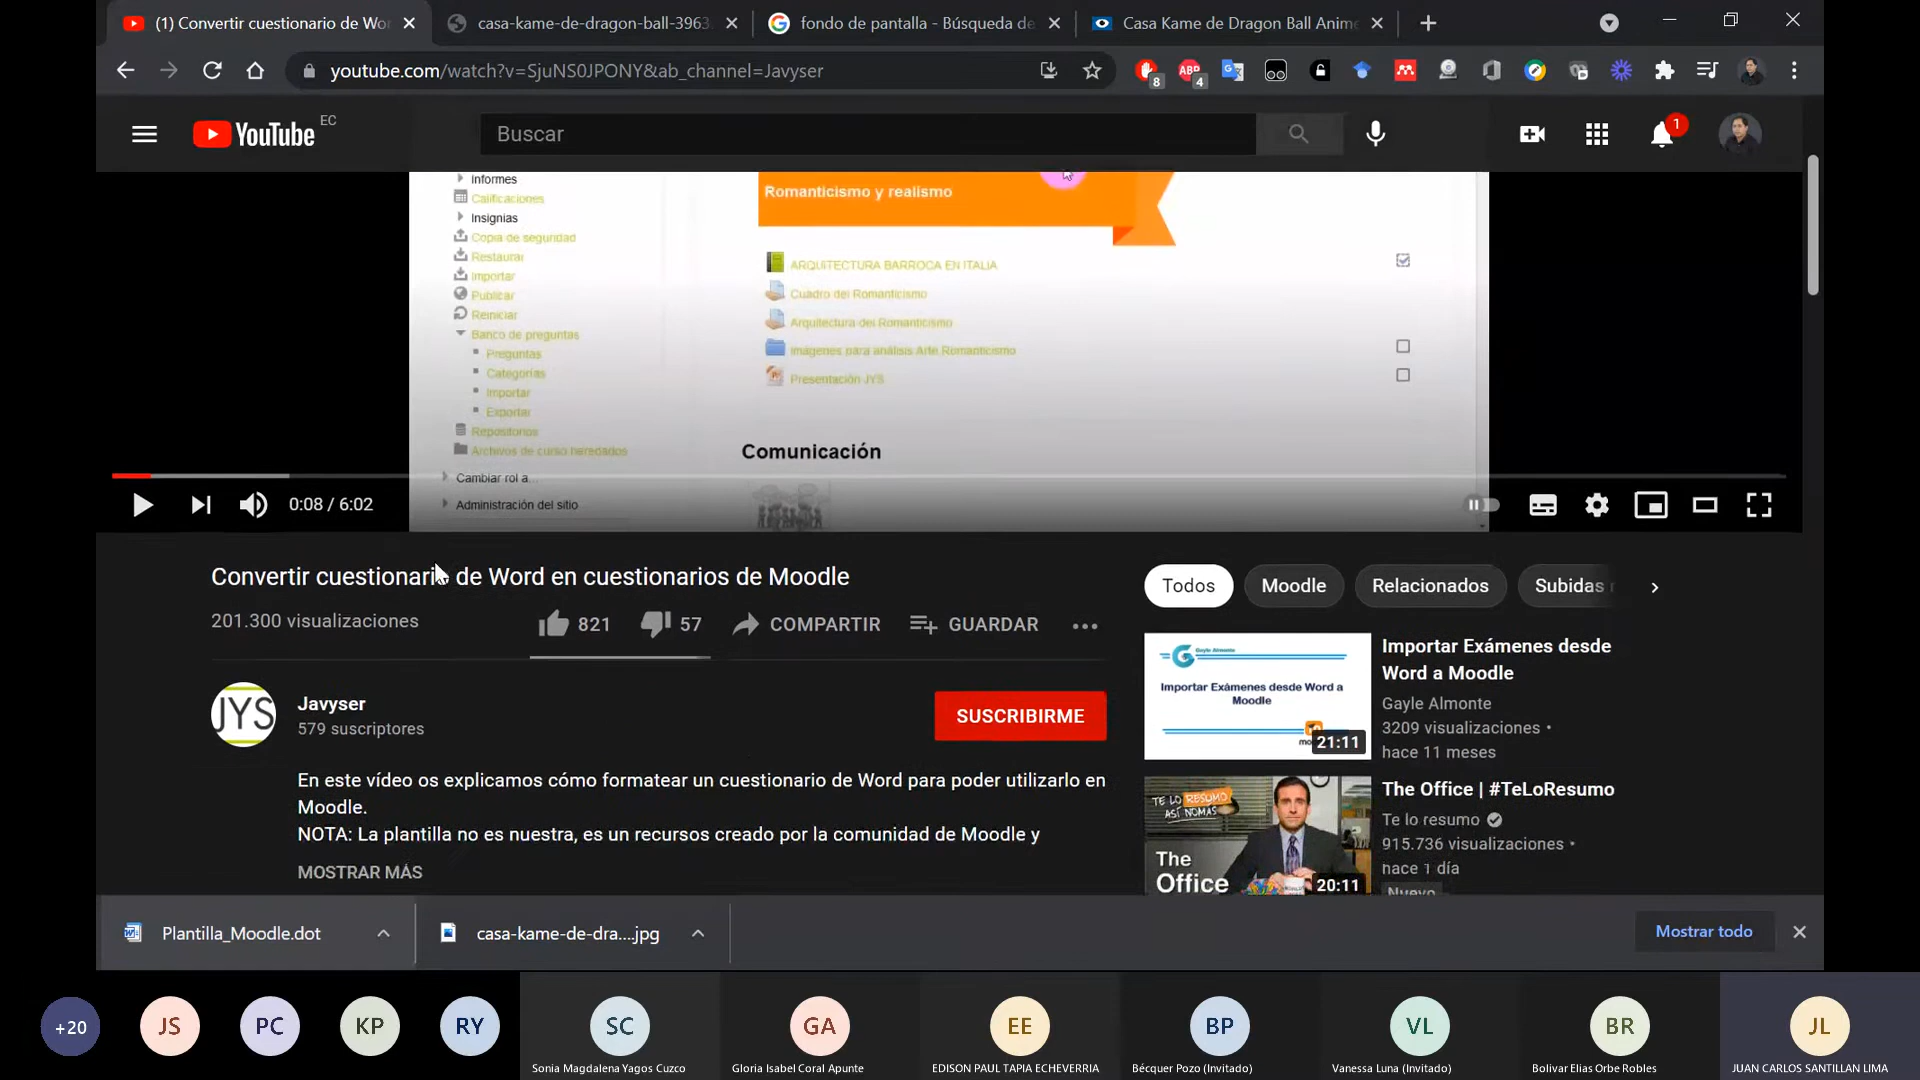 (1) Convertir cuestionario de Wo
casa-kame-de-dragon-ball-3963
fondo de pantalla - Búsqueda de
Casa Kame de Dragon Ball Anime
youtube.com/watch?v=SjuNS0JPONY&ab_channel=Javyser
8
ABP
4
YouTube
EC
Buscar
1
Informes
Calificaciones
Insignias
Copia de seguridad
Restaurar
Importar
Publicar
Reiniciar
Banco de preguntas
Preguntas
Categorías
Importar
Exportar
Repositorios
Archivos de curso heredados
Cambiar rol a...
Administración del sitio
Romanticismo y realismo
ARQUITECTURA BARROCA EN ITALIA
Cuadro del Romanticismo
Arquitectura del Romanticismo
Imágenes para análisis Arte Romanticismo
Presentación JYS
Comunicación
0:08 / 6:02
Convertir cuestionario de Word en cuestionarios de Moodle
201.300 visualizaciones
821
57
COMPARTIR
GUARDAR
JYS
Javyser
579 suscriptores
SUSCRIBIRME
En este vídeo os explicamos cómo formatear un cuestionario de Word para poder utilizarlo en
Moodle.
NOTA: La plantilla no es nuestra, es un recursos creado por la comunidad de Moodle y
MOSTRAR MÁS
Todos
Moodle
Relacionados
Subidas
Gayle Almonte
Importar Exámenes desde Word a
Moodle
21:11
Importar Exámenes desde
Word a Moodle
Gayle Almonte
3209 visualizaciones •
hace 11 meses
TE LO RESUMO
ASÍ NOMÁS
The
Office
20:11
The Office | #TeLoResumo
Te lo resumo
915.736 visualizaciones •
hace 1 día
Nuevo
Plantilla_Moodle.dot
casa-kame-de-dra....jpg
Mostrar todo
+20
JS
PC
KP
RY
SC
Sonia Magdalena Yagos Cuzco
GA
Gloria Isabel Coral Apunte
EE
EDISON PAUL TAPIA ECHEVERRIA
BP
Bécquer Pozo (Invitado)
VL
Vanessa Luna (Invitado)
BR
Bolivar Elias Orbe Robles
JL
JUAN CARLOS SANTILLAN LIMA